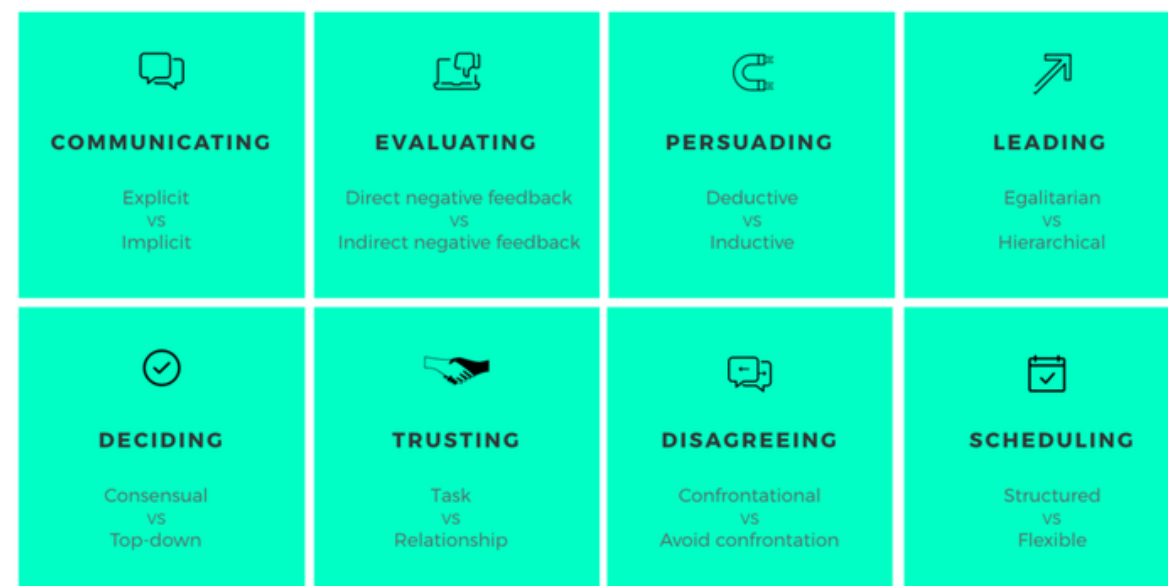 COMMUNICATING
Explicit
vs
Implicit
EVALUATING
Direct negative feedback
vs
Indirect negative feedback
PERSUADING
Deductive
vs
Inductive
LEADING
Egalitarian
vs
Hierarchical
DECIDING
Consensual
vs
Top-down
TRUSTING
Task
vs
Relationship
DISAGREEING
Confrontational
vs
Avoid confrontation
SCHEDULING
Structured
vs
Flexible